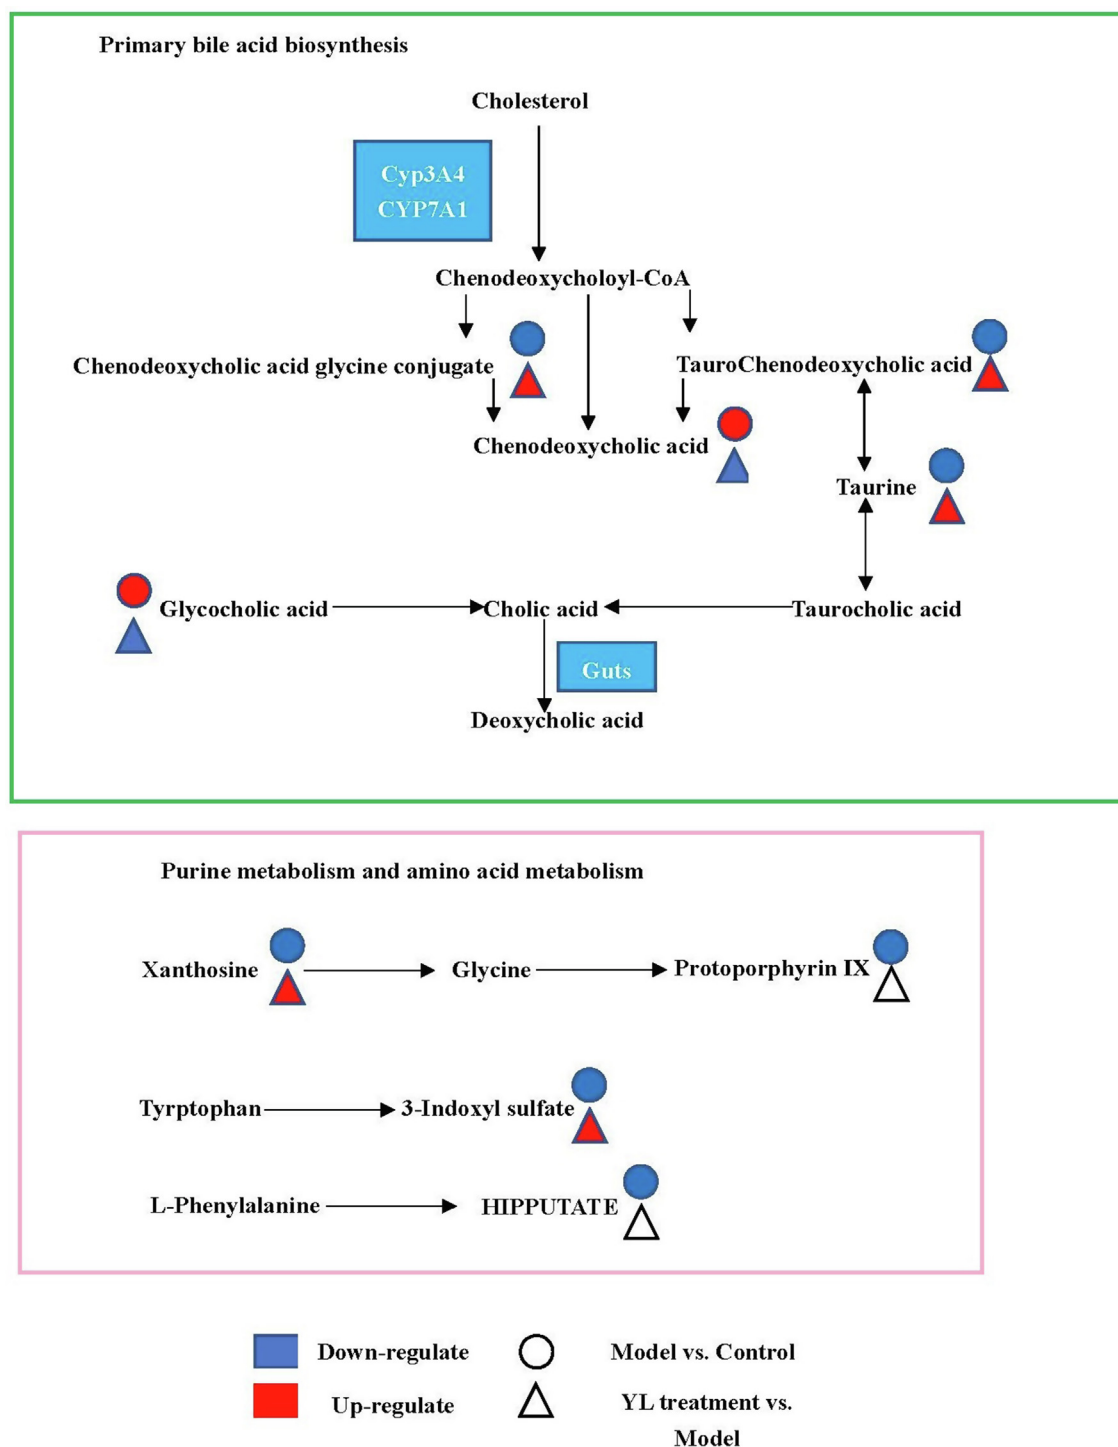 Primary bile acid biosynthesis
Cholesterol
Cyp3A4
CYP7A1
Chenodeoxycholoyl-CoA
Chenodeoxycholic acid glycine conjugate
TauroChenodeoxycholic acid
Chenodeoxycholic acid
Taurine
Glycocholic acid
Cholic acid
Taurocholic acid
Guts
Deoxycholic acid
Purine metabolism and amino acid metabolism
Xanthosine
Glycine
Protoporphyrin IX
Tyrptophan
3-Indoxyl sulfate
L-Phenylalanine
HIPPUTATE
Down-regulate
Model vs. Control
Up-regulate
YL treatment vs.
Model